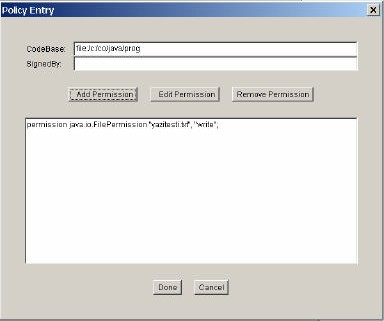 Policy Entry
CodeBase: file:/c:/co/java/prog
SignedBy:
Add Permission Edit Permission Remove Permission
permission java.io.FilePermission "yazitesti.txt", "write";
Done Cancel